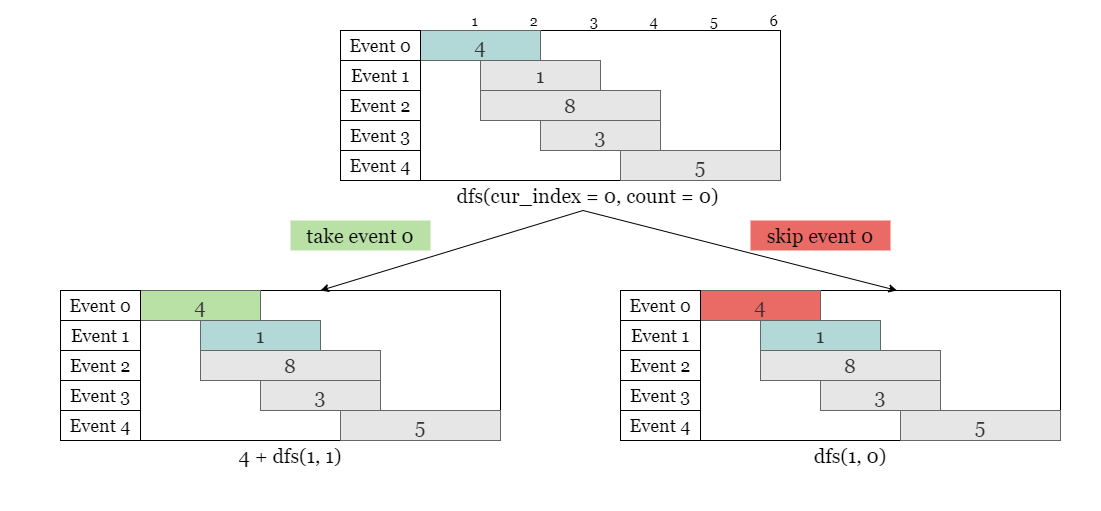 1 2 3 4 5 6
Event 0 4
Event 1 1
Event 2 8
Event 3 3
Event 4 5
dfs(cur_index = 0, count = 0)
take event 0
skip event 0
Event 0 4
Event 1 1
Event 2 8
Event 3 3
Event 4 5
4 + dfs(1, 1)
Event 0 4
Event 1 1
Event 2 8
Event 3 3
Event 4 5
dfs(1, 0)